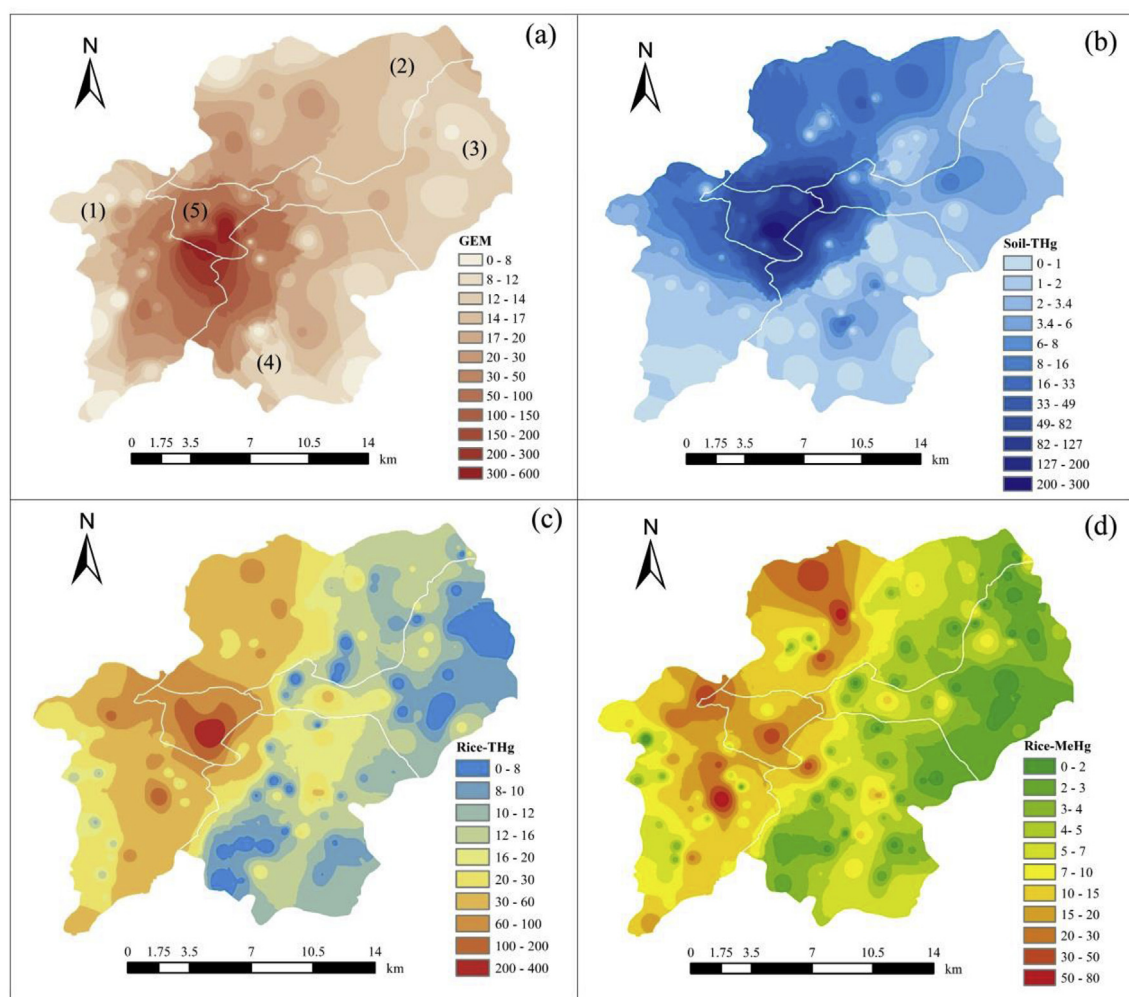 N
(a)
(2)
(3)
(1)
(5)
(4)
GEM
0 - 8
8 - 12
12 - 14
14 - 17
17 - 20
20 - 30
30 - 50
50 - 100
100 - 150
150 - 200
200 - 300
300 - 600
0 1.75 3.5 7 10.5 14
km
N
(b)
Soil-THg
0 - 1
1 - 2
2 - 3.4
3.4 - 6
6- 8
8 - 16
16 - 33
33 - 49
49- 82
82 - 127
127 - 200
200 - 300
0 1.75 3.5 7 10.5 14
km
N
(c)
Rice-THg
0 - 8
8- 10
10 - 12
12 - 16
16 - 20
20 - 30
30 - 60
60 - 100
100 - 200
200 - 400
0 1.75 3.5 7 10.5 14
km
N
(d)
Rice-MeHg
0 - 2
2 - 3
3- 4
4- 5
5 - 7
7 - 10
10 - 15
15 - 20
20 - 30
30 - 50
50 - 80
0 1.75 3.5 7 10.5 14
km